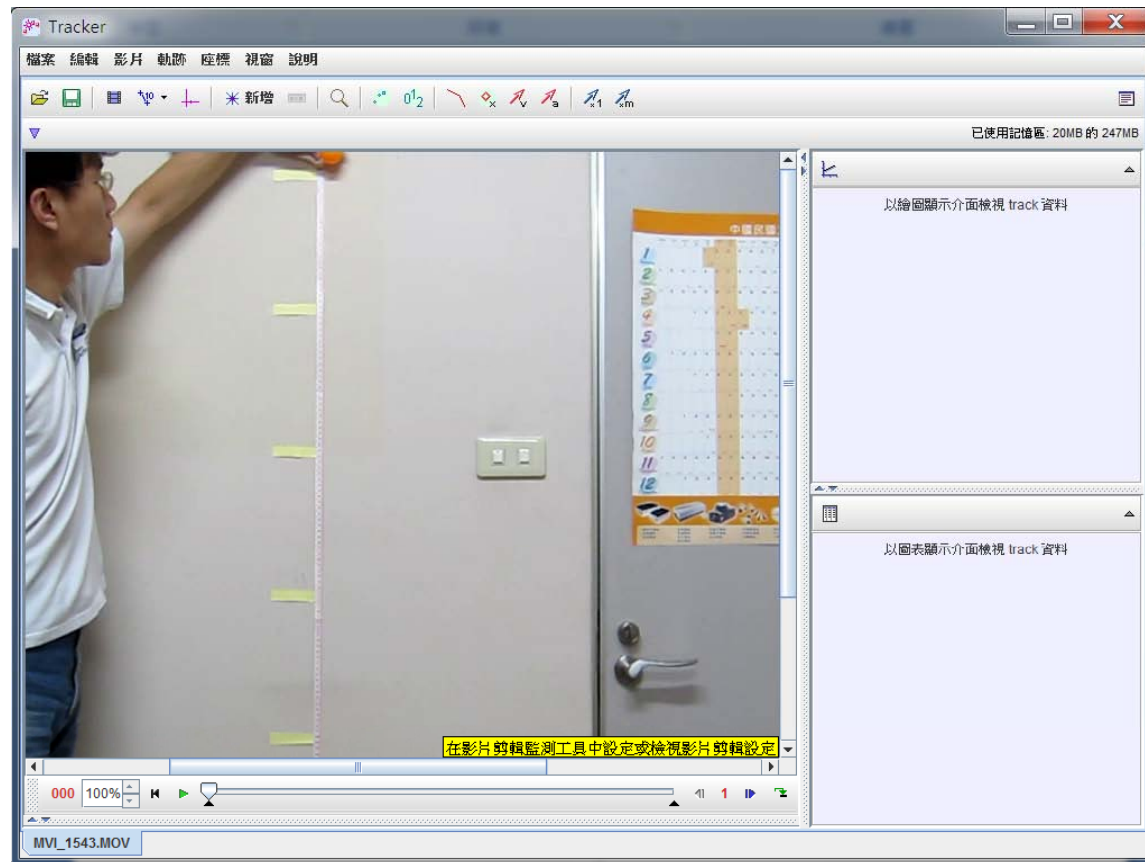 Tracker
檔案 編輯 影片 軌跡 座標 視窗 說明
新增
已使用記憶區: 20MB 的 247MB
以繪圖顯示介面檢視 track 資料
中國民國
1
2
3
4
5
6
7
8
9
10
11
12
以圖表顯示介面檢視 track 資料
在影片剪輯監測工具中設定或檢視影片剪輯設定
000 100% 1
MVI_1543.MOV